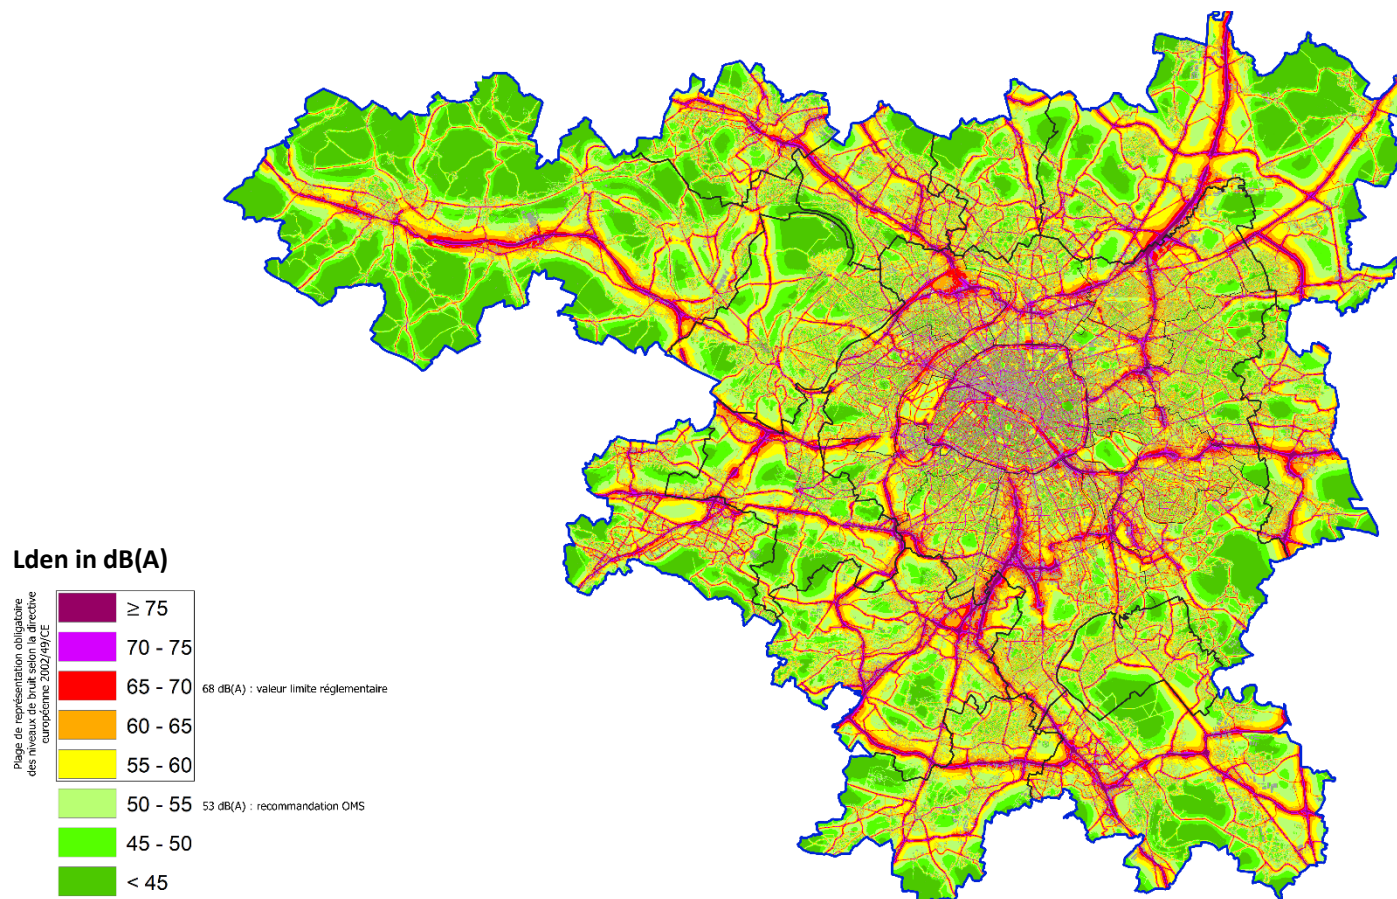 Lden in dB(A)
Plage de représentation obligatoire
des niveaux de bruit selon la directive
européenne 2002/49/CE
≥ 75
70 - 75
65 - 70 68 dB(A) : valeur limite réglementaire
60 - 65
55 - 60
50 - 55 53 dB(A) : recommandation OMS
45 - 50
< 45